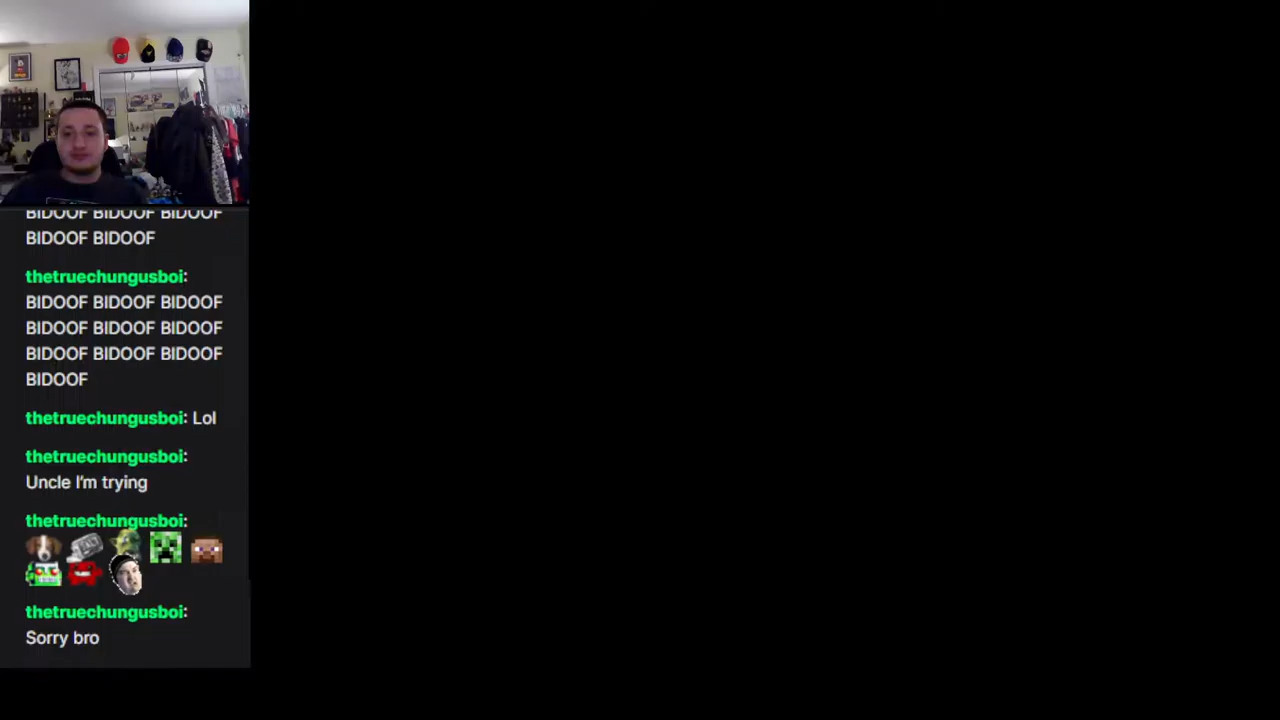 BIDOOF BIDOOF BIDOOF
BIDOOF BIDOOF
thetruechungusboi:
BIDOOF BIDOOF BIDOOF
BIDOOF BIDOOF BIDOOF
BIDOOF BIDOOF BIDOOF
BIDOOF
thetruechungusboi: Lol
thetruechungusboi:
Uncle I'm trying
thetruechungusboi:
thetruechungusboi:
Sorry bro